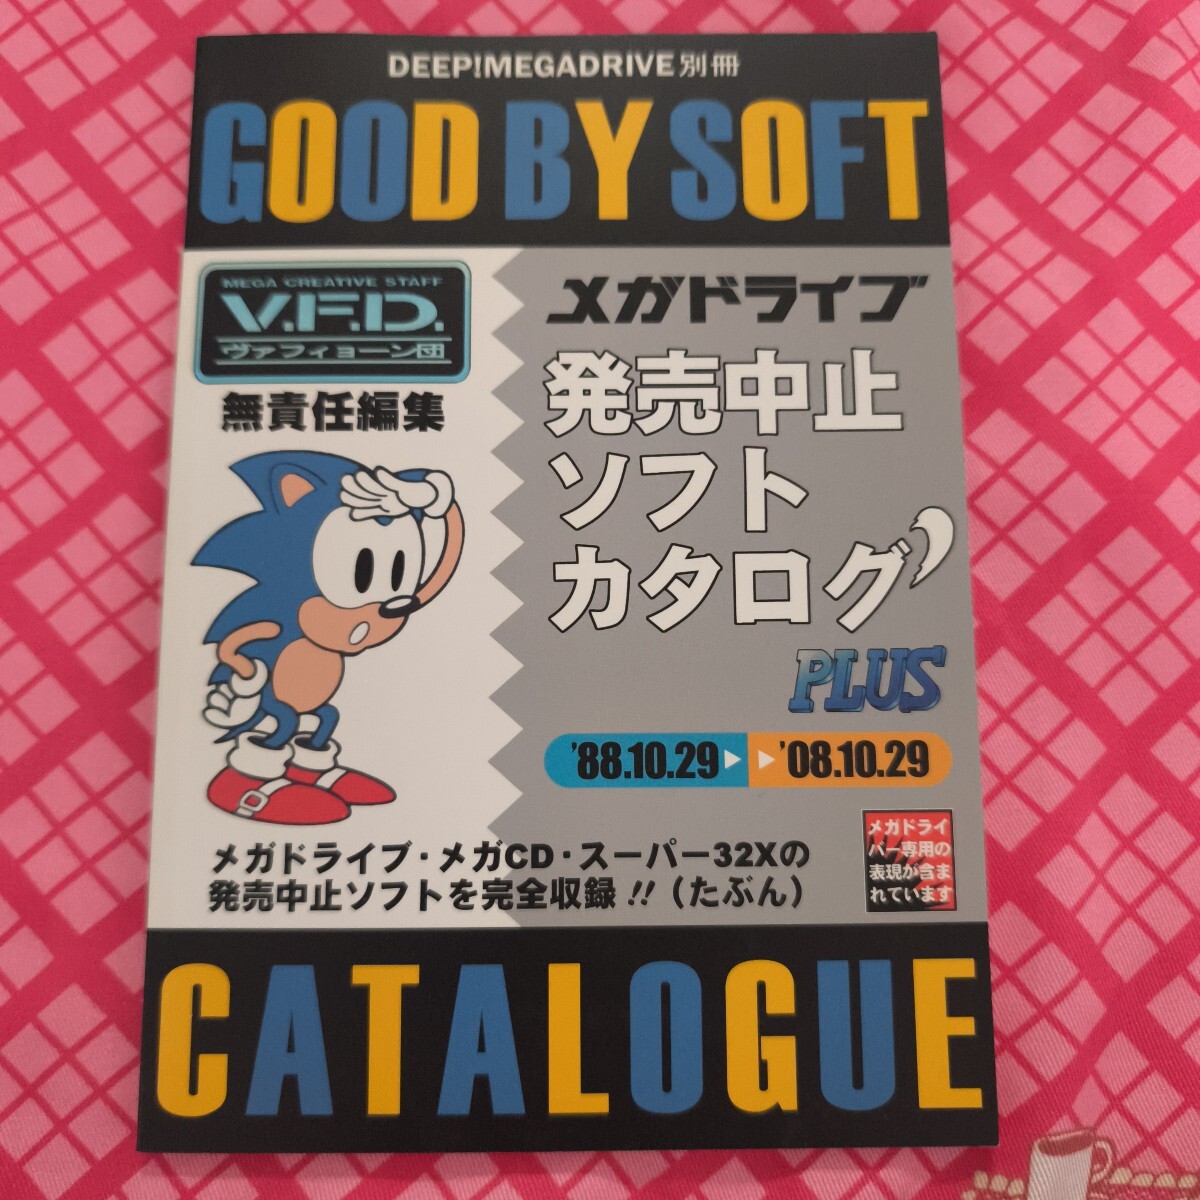 DEEP!MEGADRIVE別冊
GOOD BY SOFT
MEGA CREATIVE STAFF
V.F.D.
ヴァフィョーン団
無責任編集
メガドライブ
発売中止
ソフト
カタログ’
PLUS
'88.10.29
'08.10.29
メガドライブ・メガCD・スーパー32Xの
発売中止ソフトを完全収録!!(たぶん)
メガドライ
バー専用の
表現が含ま
れています
CATALOGUE